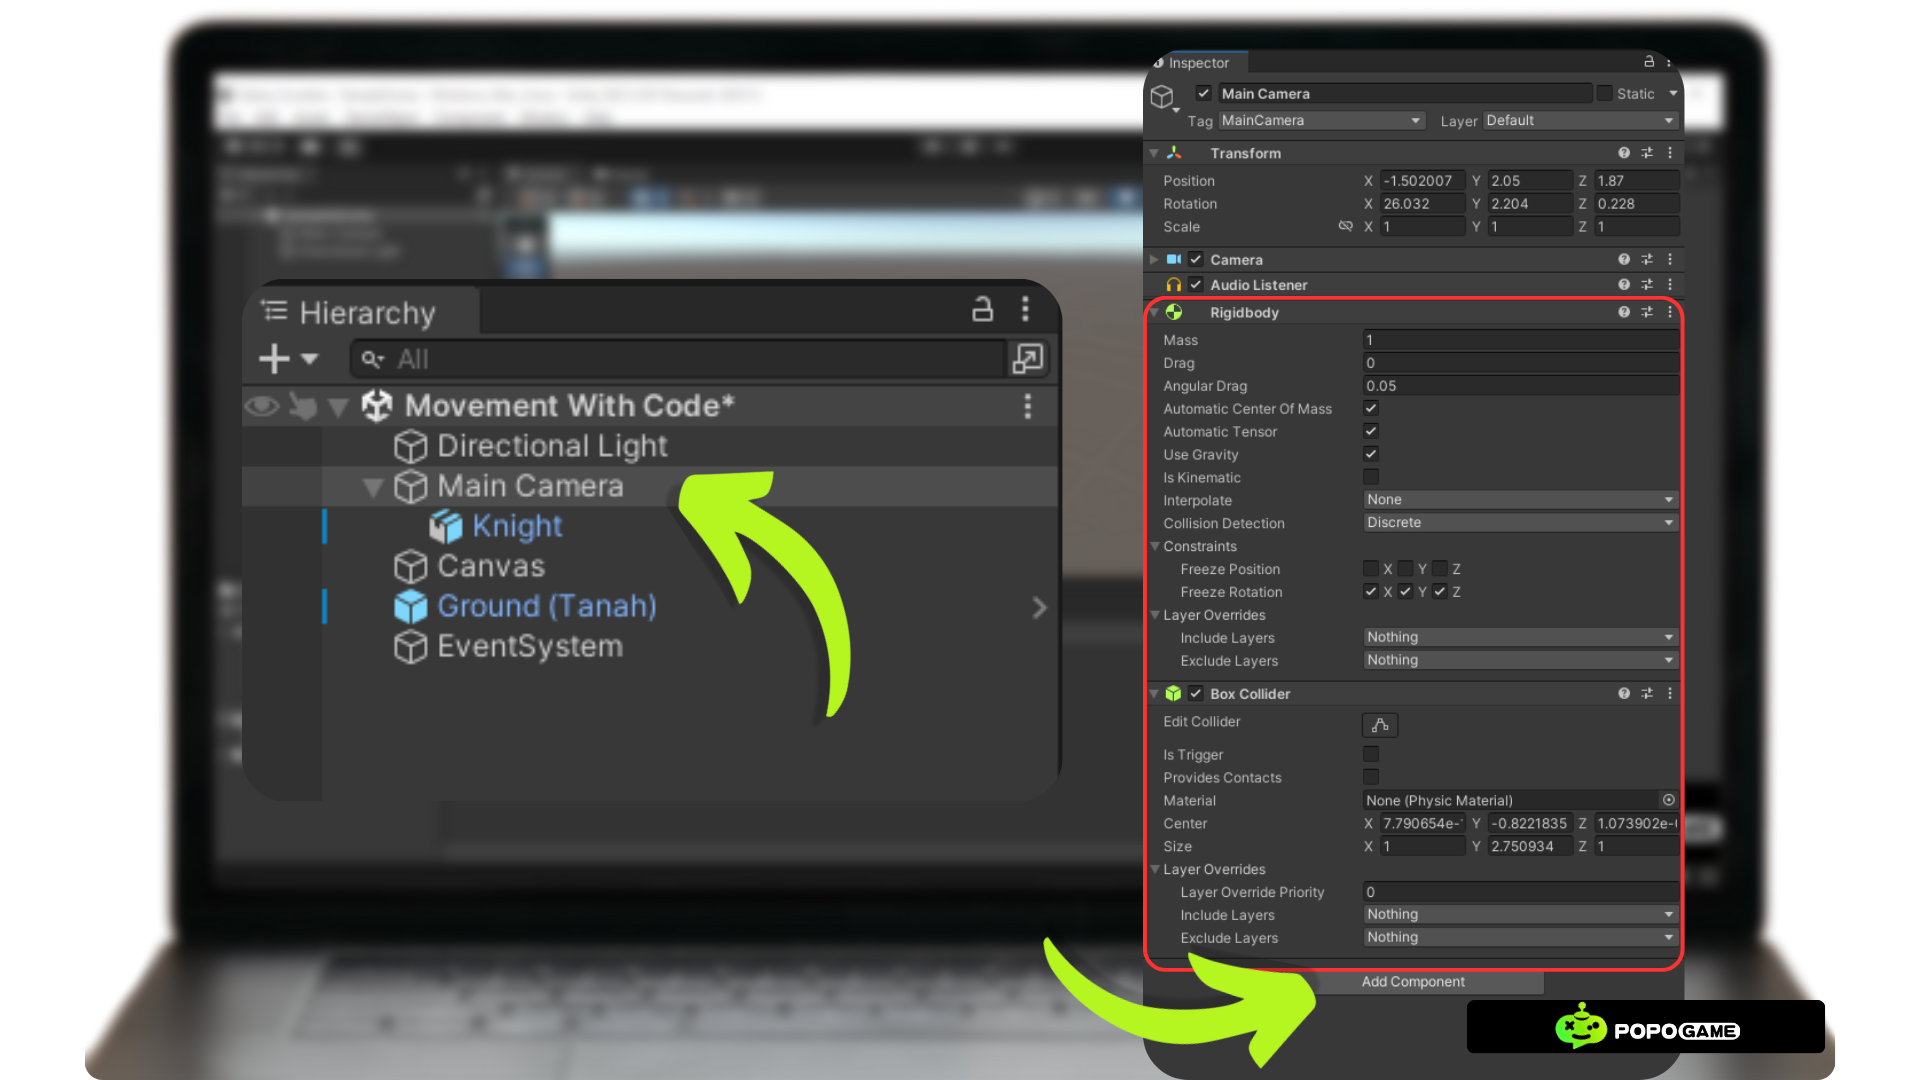 Hierarchy
All
Movement With Code*
Directional Light
Main Camera
Knight
Canvas
Ground (Tanah)
EventSystem
Inspector
Main Camera Static
Tag MainCamera Layer Default
Transform
Position X -1.502007 Y 2.05 Z 1.87
Rotation X 26.032 Y 2.204 Z 0.228
Scale X 1 Y 1 Z 1
Camera
Audio Listener
Rigidbody
Mass 1
Drag 0
Angular Drag 0.05
Automatic Center Of Mass
Automatic Tensor
Use Gravity
Is Kinematic
Interpolate None
Collision Detection Discrete
Constraints
Freeze Position X Y Z
Freeze Rotation X Y Z
Layer Overrides
Include Layers Nothing
Exclude Layers Nothing
Box Collider
Edit Collider
Is Trigger
Provides Contacts
Material None (Physic Material)
Center X 7.790654e- Y -0.8221835 Z 1.073902e-
Size X 1 Y 2.750934 Z 1
Layer Overrides
Layer Override Priority 0
Include Layers Nothing
Exclude Layers Nothing
Add Component
POPOGAME